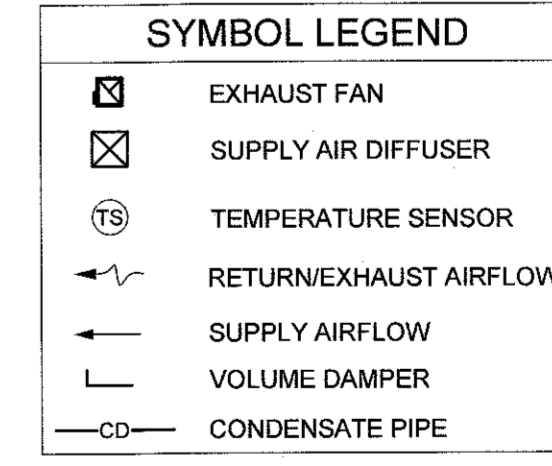 SYMBOL LEGEND
EXHAUST FAN
SUPPLY AIR DIFFUSER
TS TEMPERATURE SENSOR
RETURN/EXHAUST AIRFLOW
SUPPLY AIRFLOW
VOLUME DAMPER
CD CONDENSATE PIPE